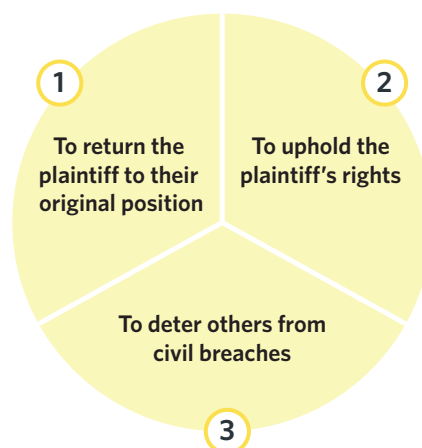 1
To return the
plaintiff to their
original position
2
To uphold the
plaintiff’s rights
To deter others from
civil breaches
3